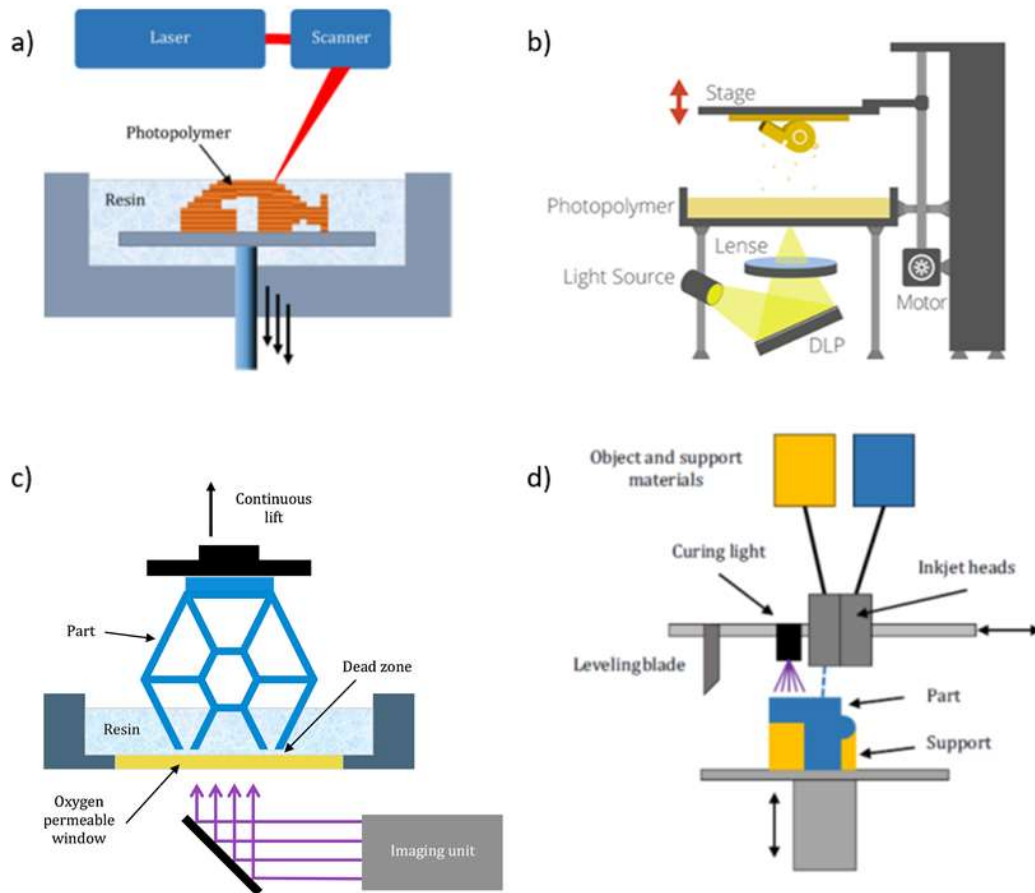 a)
Laser
Scanner
Photopolymer
Resin
b)
Stage
Photopolymer
Lense
Light Source
Motor
DLP
c)
Continuous
lift
Part
Dead zone
Resin
Oxygen
permeable
window
Imaging unit
d)
Object and support
materials
Curing light
Inkjet heads
Levelingblade
Part
Support